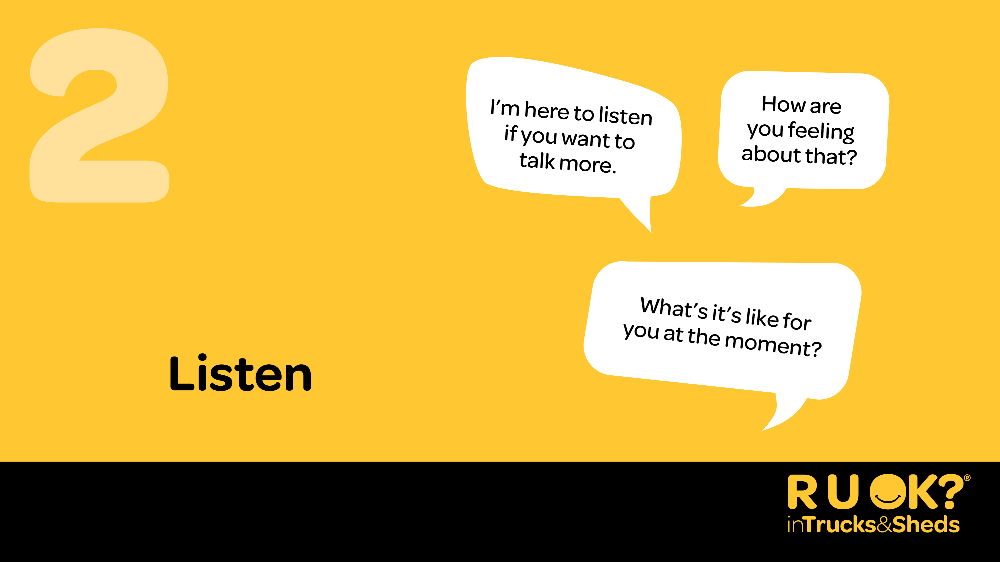 2
I'm here to listen
if you want to
talk more.
How are
you feeling
about that?
What's it's like for
you at the moment?
Listen
R U OK?®
inTrucks&Sheds